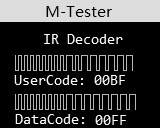 M-Tester
IR Decoder
UserCode: 00BF
DataCode: 00FF